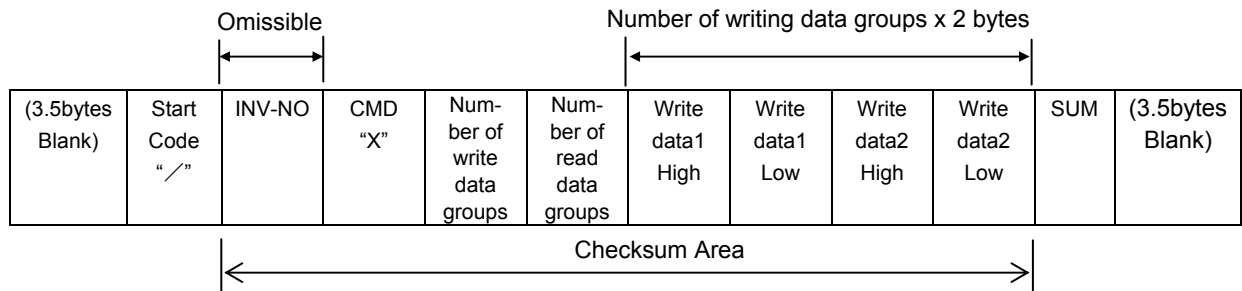 Omissible
Number of writing data groups x 2 bytes
(3.5bytes
Blank)
Start
Code
“／”
INV-NO
CMD
“X”
Num-
ber of
write
data
groups
Num-
ber of
read
data
groups
Write
data1
High
Write
data1
Low
Write
data2
High
Write
data2
Low
SUM
(3.5bytes
Blank)
Checksum Area